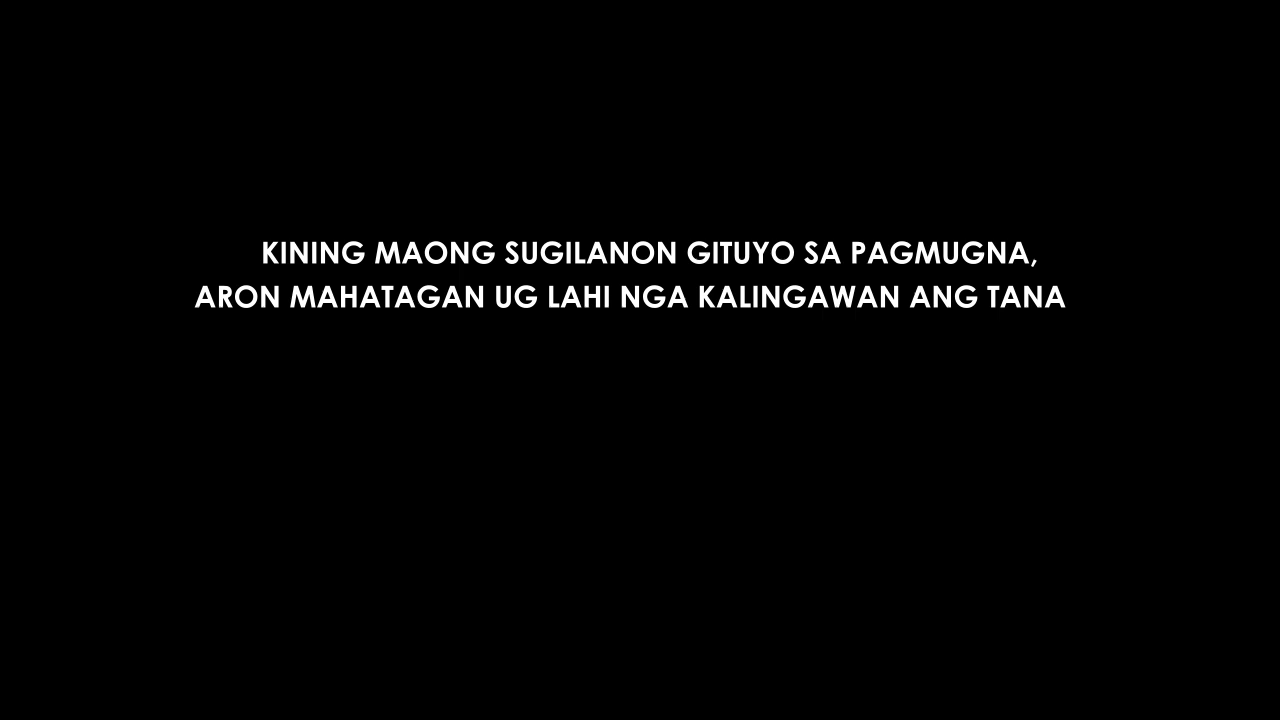 KINING MAONG SUGILANON GITUYO SA PAGMUGNA,
ARON MAHATAGAN UG LAHI NGA KALINGAWAN ANG TANA